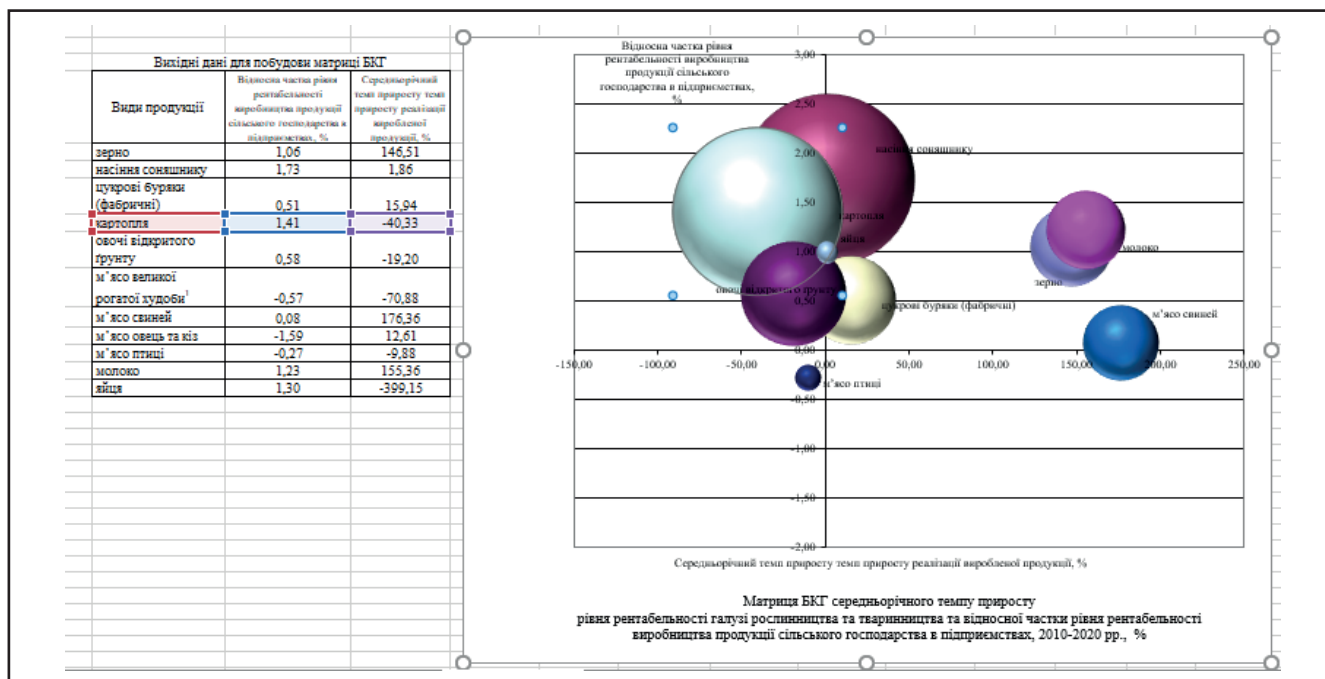 Вихідні дані для побудови матриці БКГ
Види продукції
Відносна частка рівня
рентабельності
виробництва продукції
сільського господарства в
підприємствах, %
Середньорічний
темп приросту темп
приросту реалізації
виробленої
продукції, %
зерно 1,06 146,51
насіння соняшнику 1,73 1,86
цукрові буряки
(фабричні) 0,51 15,94
картопля 1,41 -40,33
овочі відкритого
ґрунту 0,58 -19,20
м'ясо великої
рогатої худоби¹ -0,57 -70,88
м'ясо свиней 0,08 176,36
м'ясо овець та кіз -1,59 12,61
м'ясо птиці -0,27 -9,88
молоко 1,23 155,36
яйця 1,30 -399,15
Відносна частка рівня
рентабельності виробництва
продукції сільського
господарства в підприємствах,
%
3,00
2,50
2,00
1,50
1,00
0,50
0,00
-0,50
-1,00
-1,50
-2,00
-150,00 -100,00 -50,00 0,00 50,00 100,00 150,00 200,00 250,00
насіння соняшнику
картопля
яйця
молоко
зерно
овочі відкритого ґрунту
цукрові буряки (фабричні)
м'ясо свиней
м'ясо птиці
Середньорічний темп приросту темп приросту реалізації виробленої продукції, %
Матриця БКГ середньорічного темпу приросту
рівня рентабельності галузі рослинництва та тваринництва та відносної частки рівня рентабельності
виробництва продукції сільського господарства в підприємствах, 2010-2020 рр., %